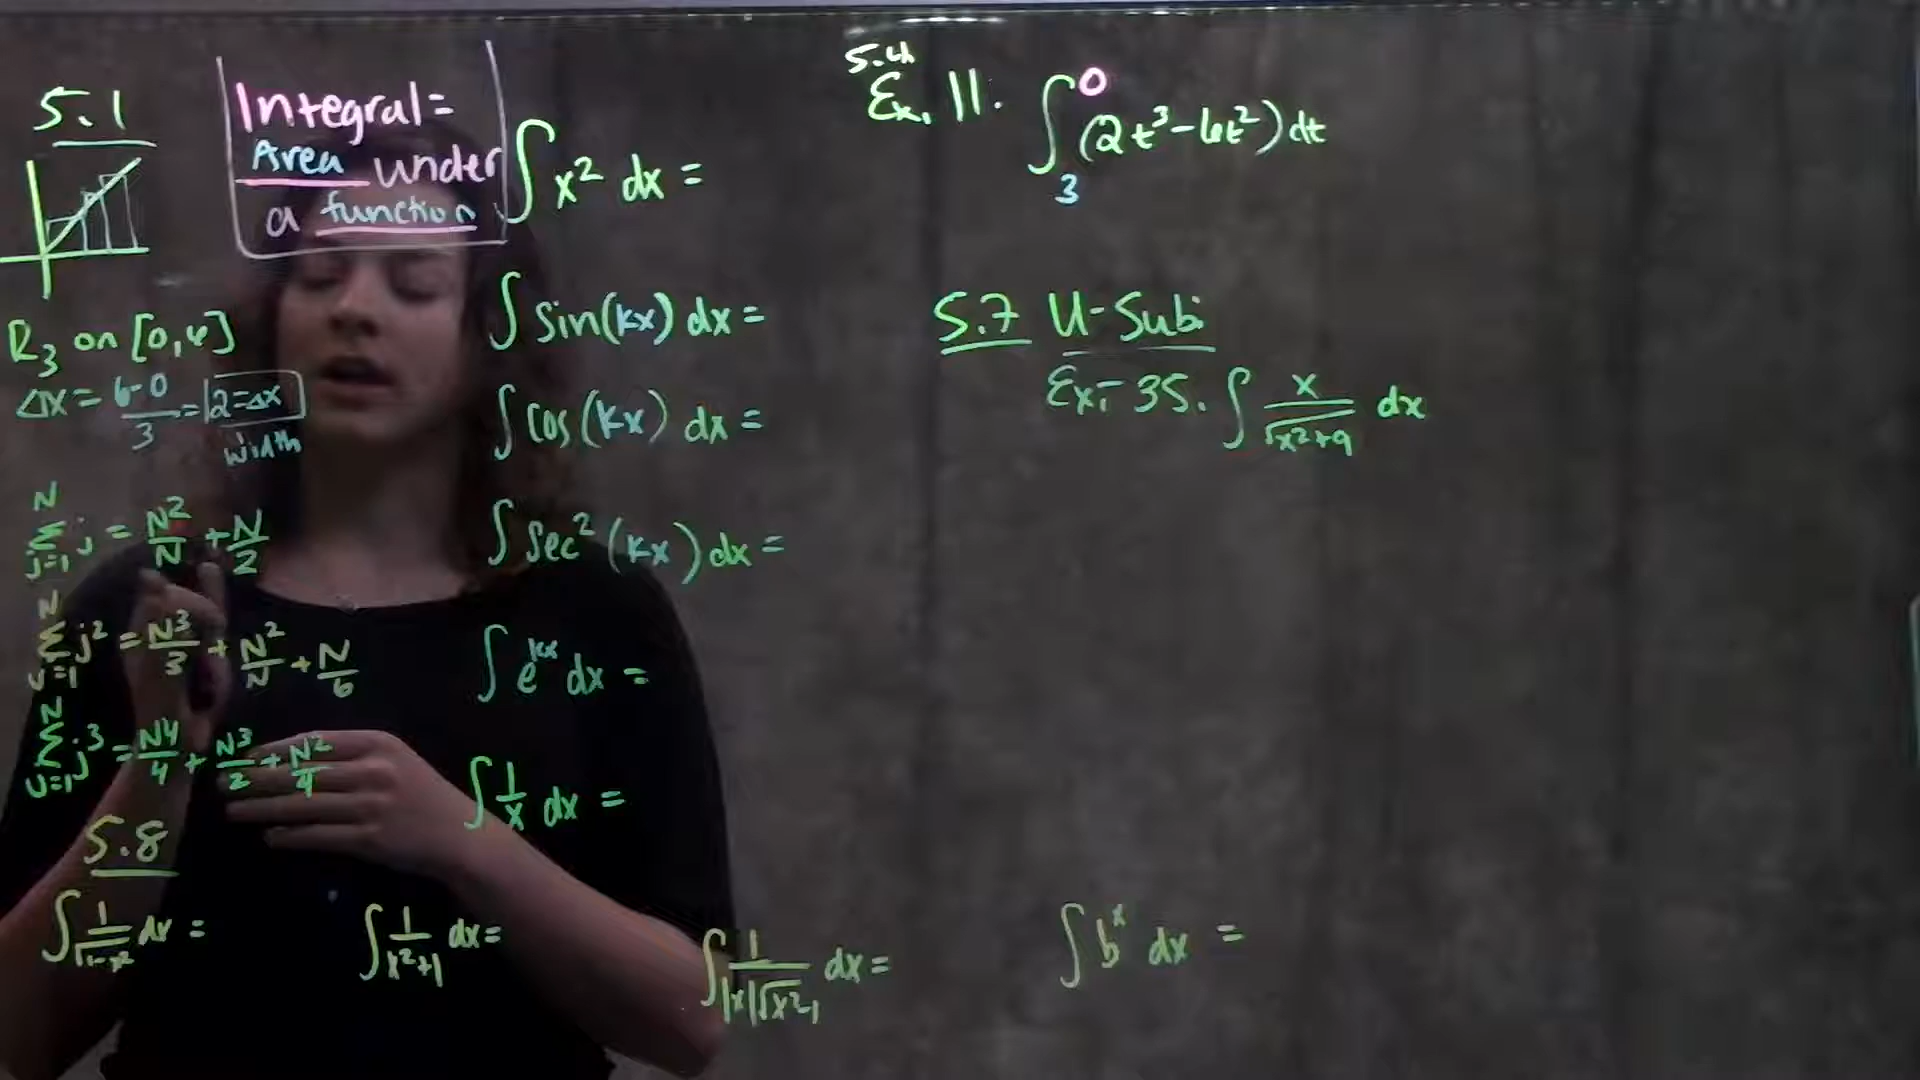 5.1
Integral =
Area under
a function
R₃ on [0,6]
Δx = 6-0/3 = 2=Δx
width
N Σ j=1 j = N²/N + N/2
N Σ j=1 j² = N³/3 + N²/N + N/6
N Σ j=1 j³ = N⁴/4 + N³/2 + N²/4
5.8
∫ 1/√1-x² dx =
∫ 1/x²+1 dx =
∫ 1/|x|√x²-1 dx =
∫ bˣ dx =
∫ x² dx =
∫ sin(kx) dx =
∫ cos(kx) dx =
∫ sec²(kx) dx =
∫ eᵏˣ dx =
∫ 1/x dx =
5.4
Ex. 11. ∫₃⁰ (2t³-6t²) dt
5.7 U-Sub:
Ex: 35. ∫ x/√x²+9 dx